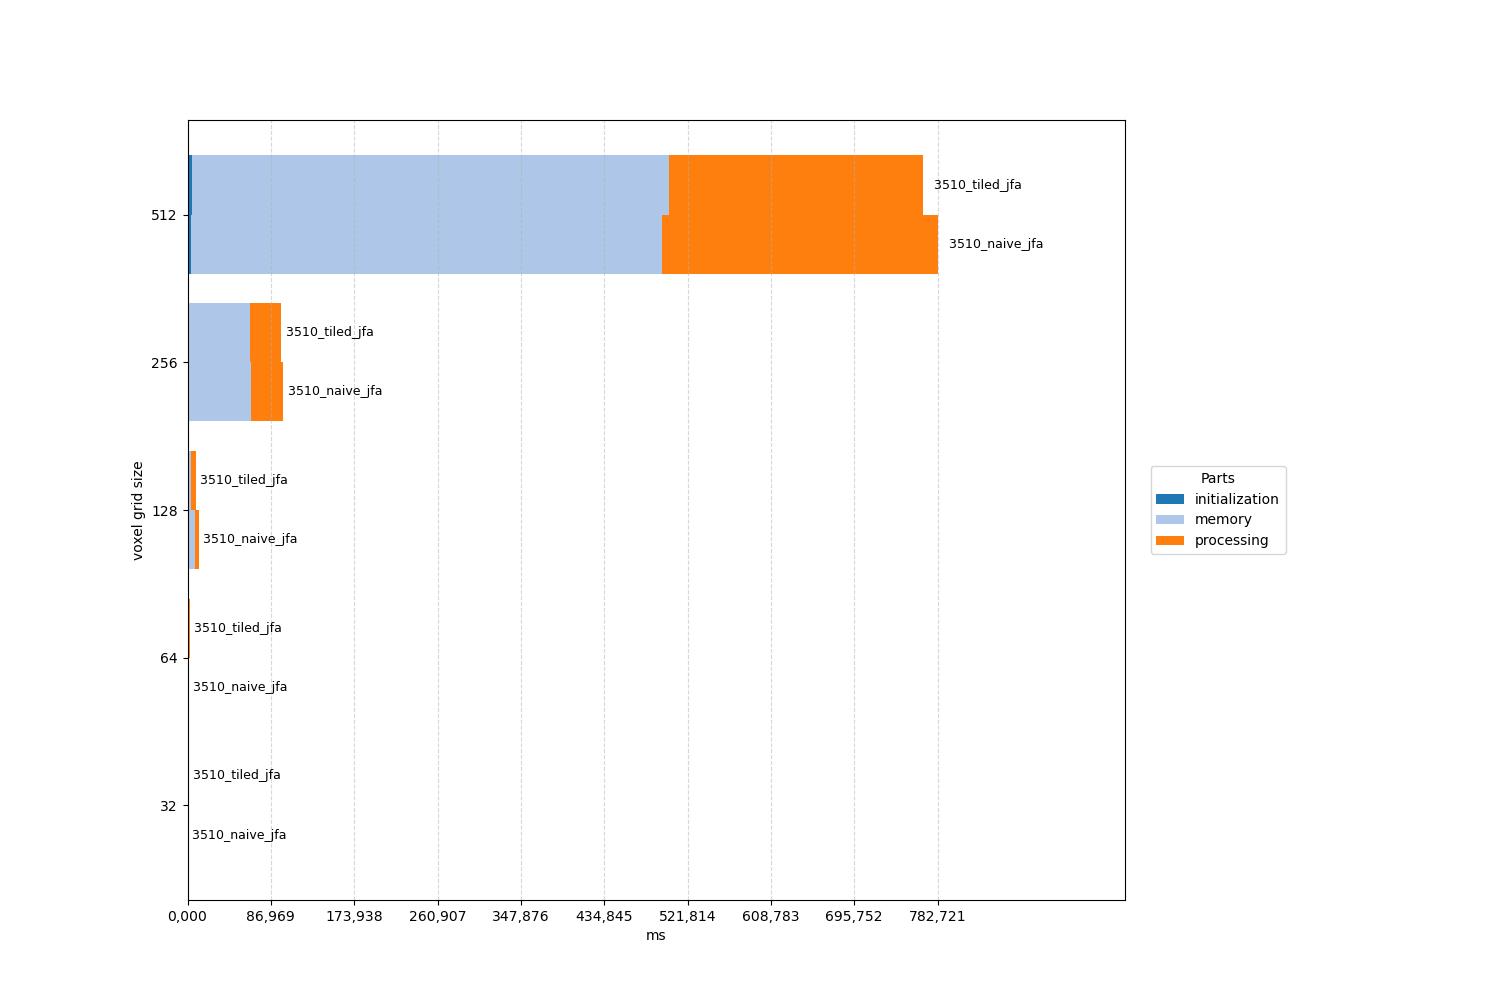 3510_tiled_jfa
512
3510_naive_jfa
3510_tiled_jfa
256
3510_naive_jfa
3510_tiled_jfa
128
3510_naive_jfa
3510_tiled_jfa
64
3510_naive_jfa
3510_tiled_jfa
32
3510_naive_jfa
voxel grid size
0,000 86,969 173,938 260,907 347,876 434,845 521,814 608,783 695,752 782,721
ms
Parts
initialization
memory
processing